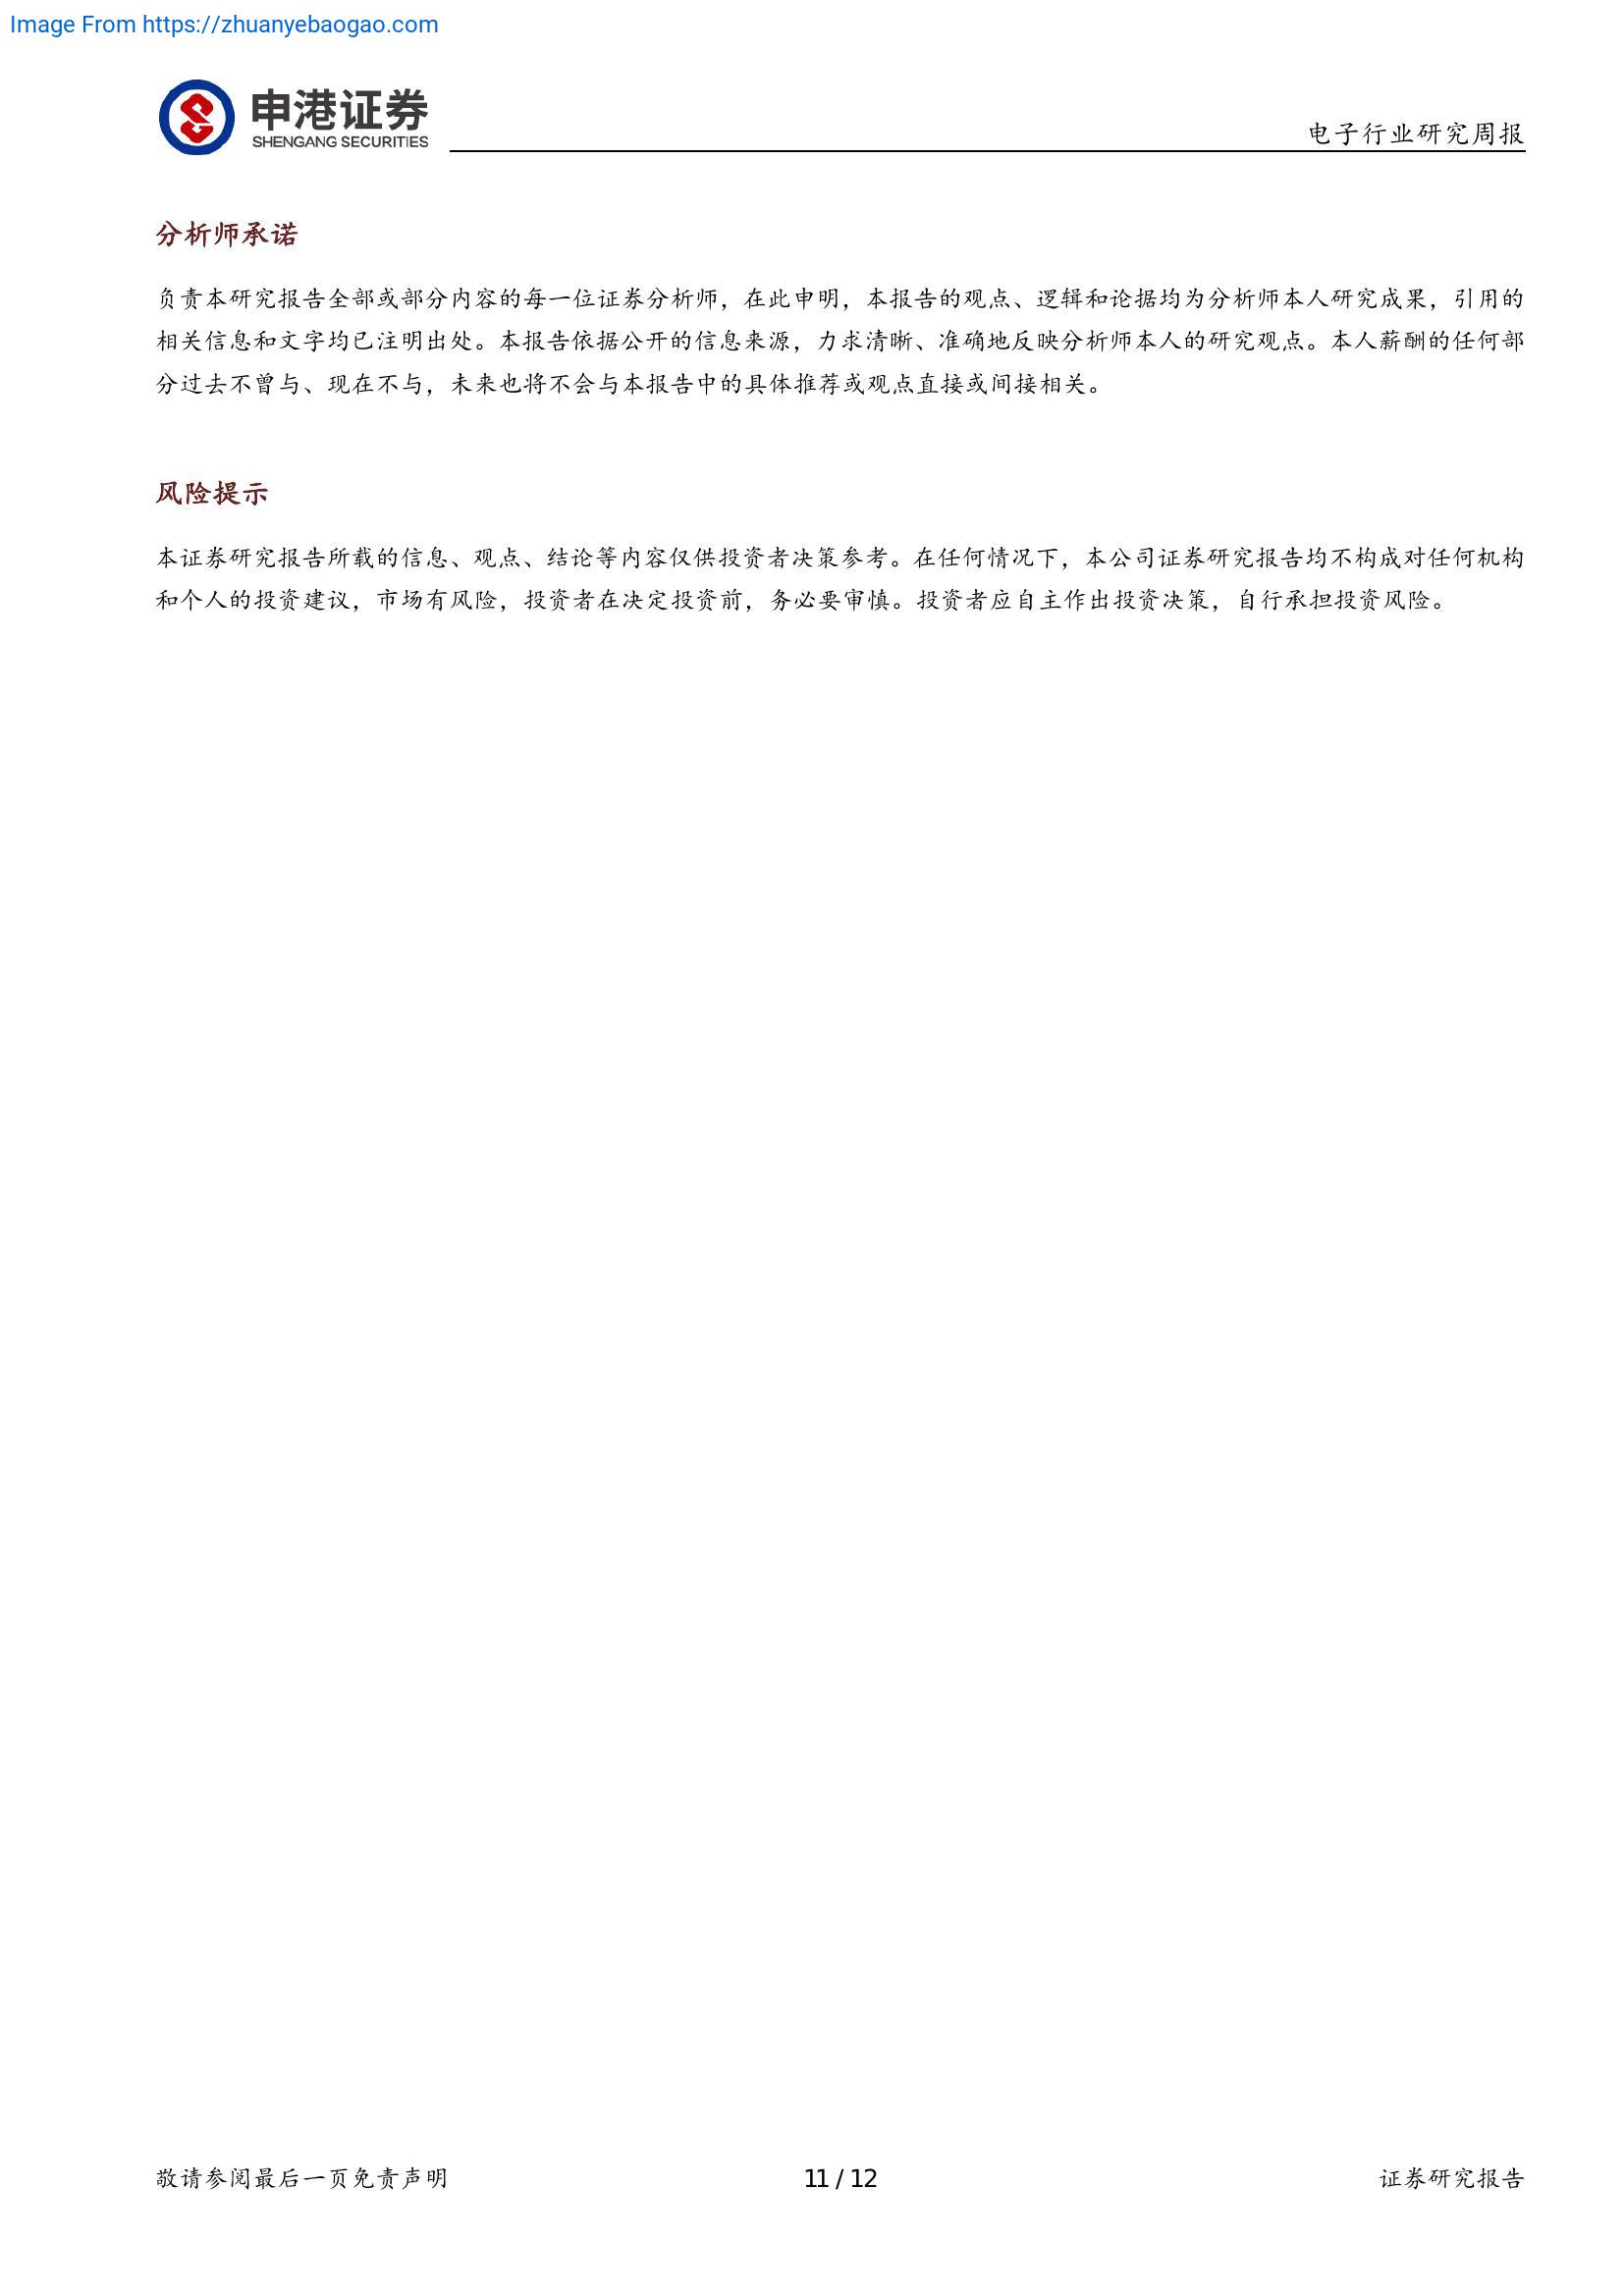 Image From https://zhuanyebaogao.com
申港证券
SHENGANG SECURITIES
电子行业研究周报
分析师承诺
负责本研究报告全部或部分内容的每一位证券分析师，在此申明，本报告的观点、逻辑和论据均为分析师本人研究成果，引用的
相关信息和文字均已注明出处。本报告依据公开的信息来源，力求清晰、准确地反映分析师本人的研究观点。本人薪酬的任何部
分过去不曾与、现在不与，未来也将不会与本报告中的具体推荐或观点直接或间接相关。
风险提示
本证券研究报告所载的信息、观点、结论等内容仅供投资者决策参考。在任何情况下，本公司证券研究报告均不构成对任何机构
和个人的投资建议，市场有风险，投资者在决定投资前，务必要审慎。投资者应自主作出投资决策，自行承担投资风险。
敬请参阅最后一页免责声明
11 / 12
证券研究报告